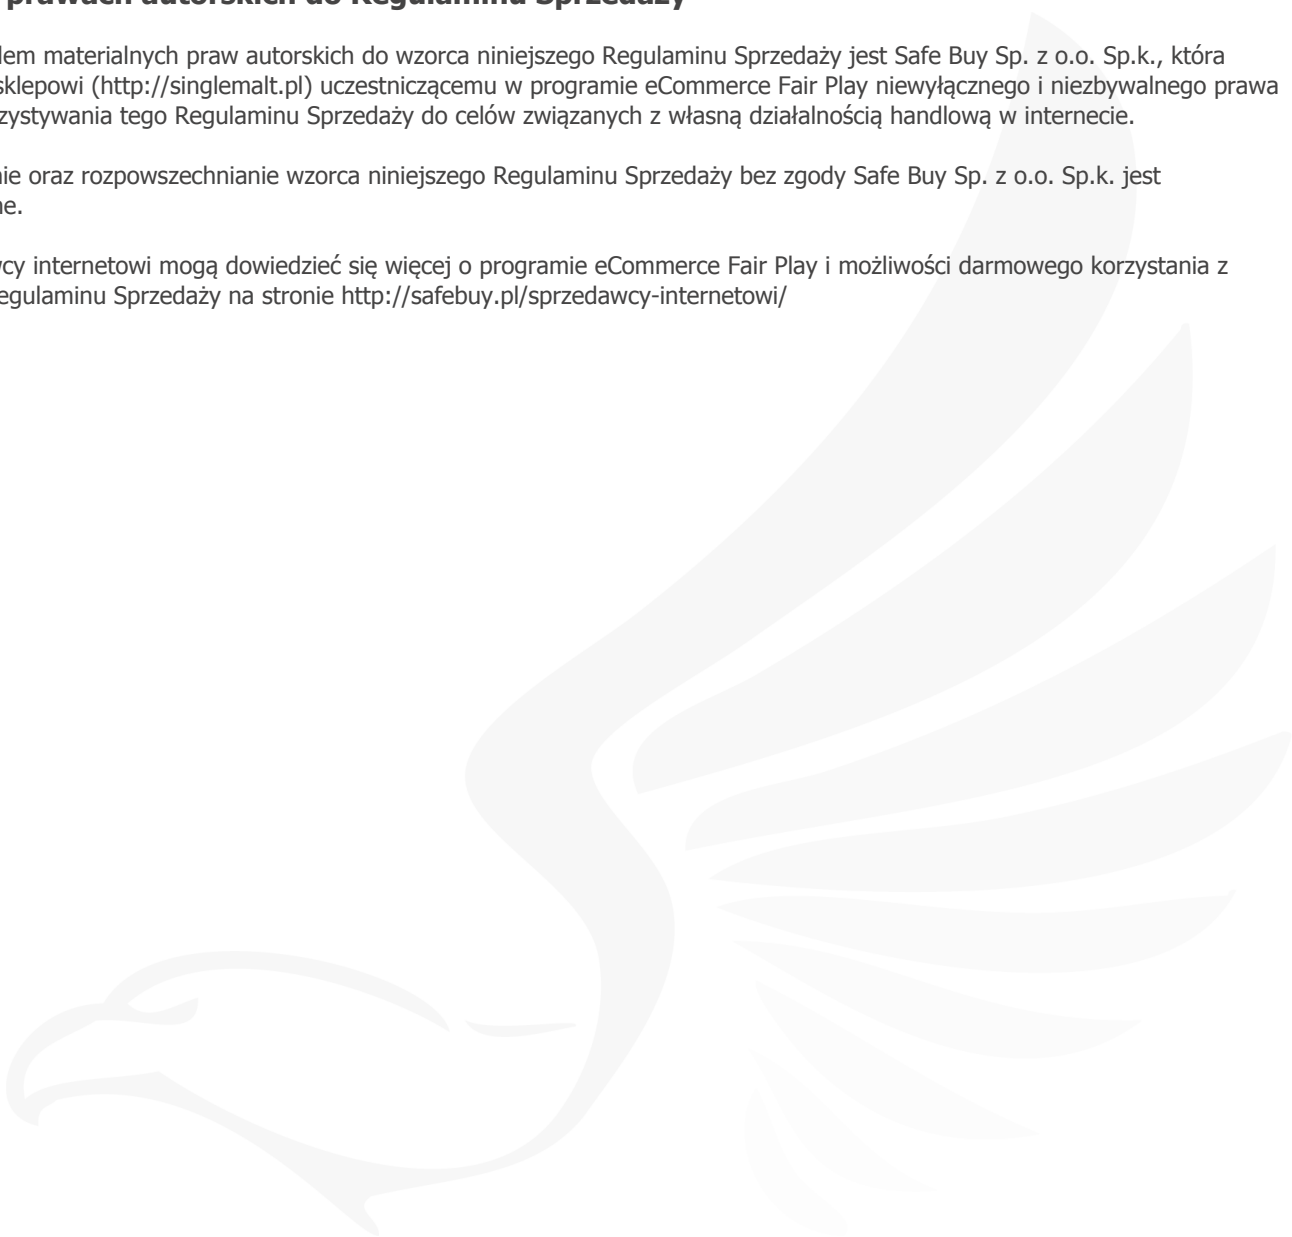 prawach autorskich do Regulaminu Sprzedaży
lem materialnych praw autorskich do wzorca niniejszego Regulaminu Sprzedaży jest Safe Buy Sp. z o.o. Sp.k., która
sklepowi (http://singlemalt.pl) uczestniczącemu w programie eCommerce Fair Play niewyłącznego i niezbywalnego prawa
zystywania tego Regulaminu Sprzedaży do celów związanych z własną działalnością handlową w internecie.
nie oraz rozpowszechnianie wzorca niniejszego Regulaminu Sprzedaży bez zgody Safe Buy Sp. z o.o. Sp.k. jest
ne.
wcy internetowi mogą dowiedzieć się więcej o programie eCommerce Fair Play i możliwości darmowego korzystania z
egulaminu Sprzedaży na stronie http://safebuy.pl/sprzedawcy-internetowi/